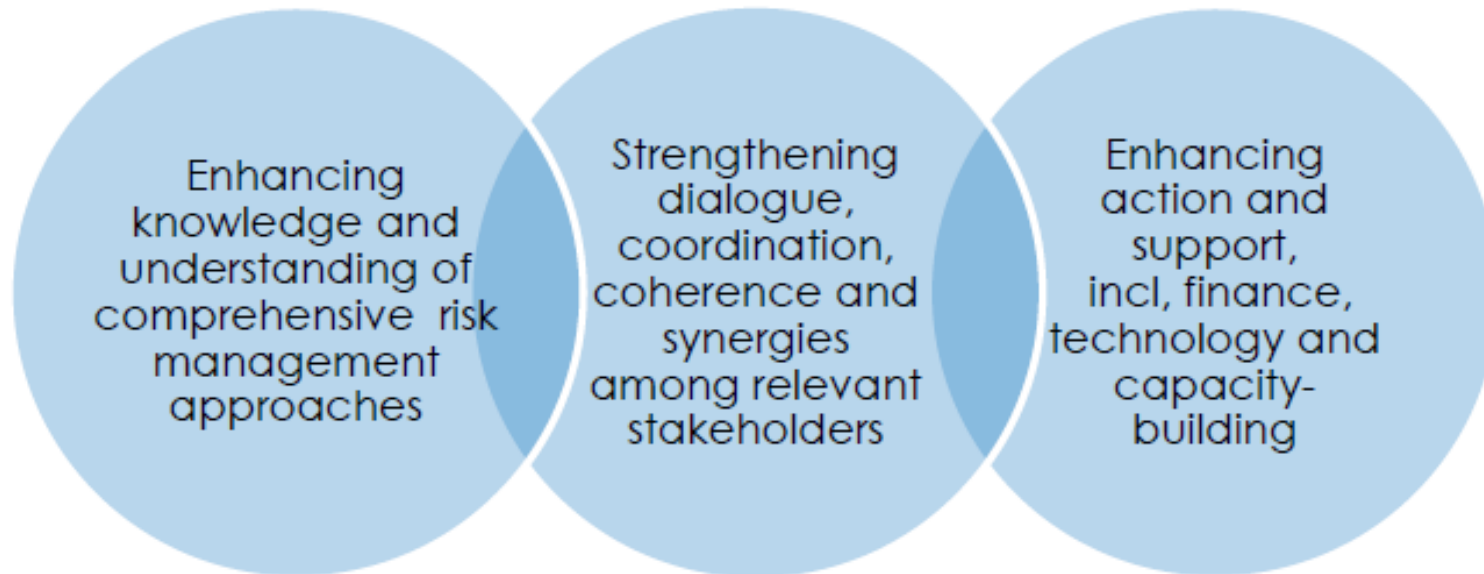 Enhancing
knowledge and
understanding of
comprehensive risk
management
approaches
Strengthening
dialogue,
coordination,
coherence and
synergies
among relevant
stakeholders
Enhancing
action and
support,
incl, finance,
technology and
capacity-
building